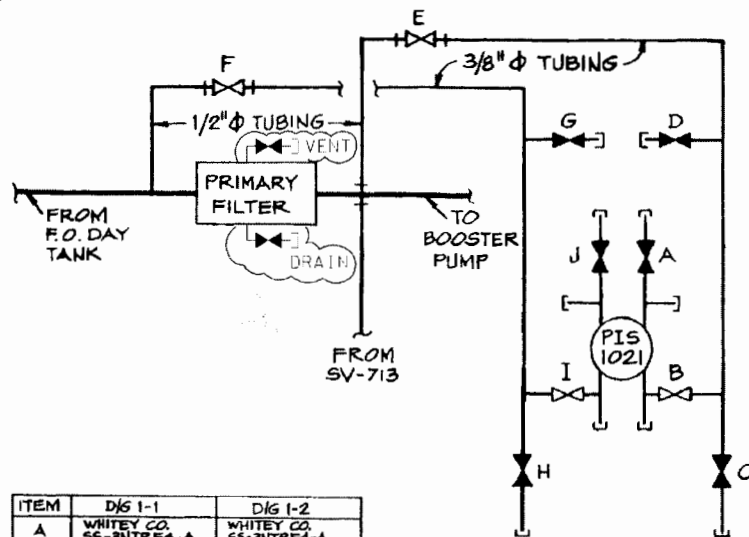 E
F
3/8" Φ TUBING
1/2" Φ TUBING
G
D
VENT
PRIMARY
FILTER
FROM
F.O. DAY
TANK
TO
BOOSTER
PUMP
DRAIN
J
A
PIS
1021
FROM
SV-713
I
B
H
C
ITEM D/G 1-1 D/G 1-2
A WHITEY CO. WHITEY CO.